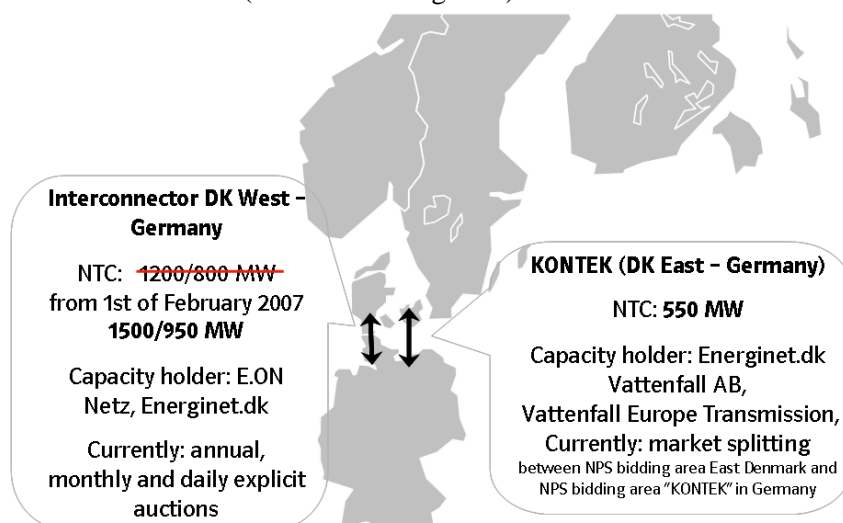 Interconnector DK West –
Germany
NTC: 1200/800 MW
from 1st of February 2007
1500/950 MW
Capacity holder: E.ON
Netz, Energinet.dk
Currently: annual,
monthly and daily explicit
auctions
KONTEK (DK East – Germany)
NTC: 550 MW
Capacity holder: Energinet.dk
Vattenfall AB,
Vattenfall Europe Transmission,
Currently: market splitting
between NPS bidding area East Denmark and
NPS bidding area "KONTEK" in Germany